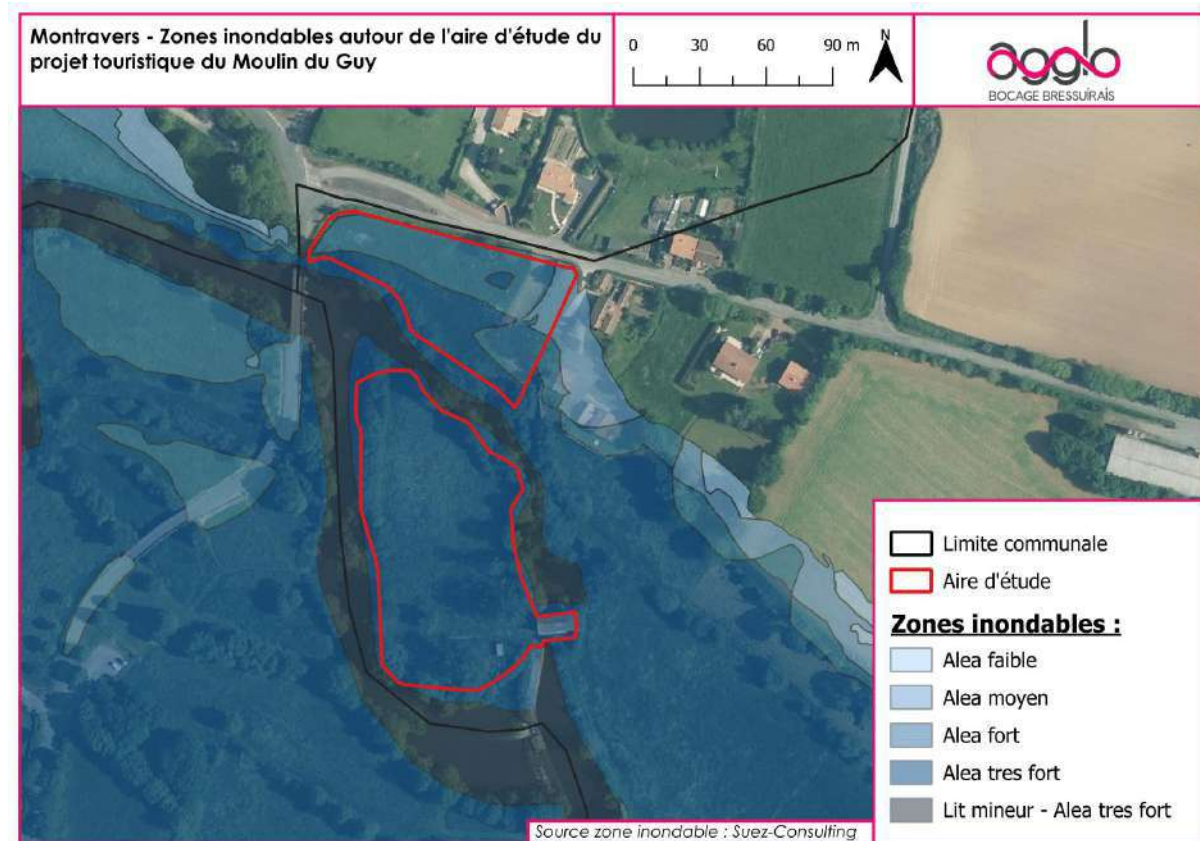 Montravers - Zones inondables autour de l'aire d'étude du
projet touristique du Moulin du Guy
0 30 60 90 m
N
agglo
BOCAGE BRESSUIRAIS
Limite communale
Aire d'étude
Zones inondables :
Alea faible
Alea moyen
Alea fort
Alea tres fort
Lit mineur - Alea tres fort
Source zone inondable : Suez-Consulting